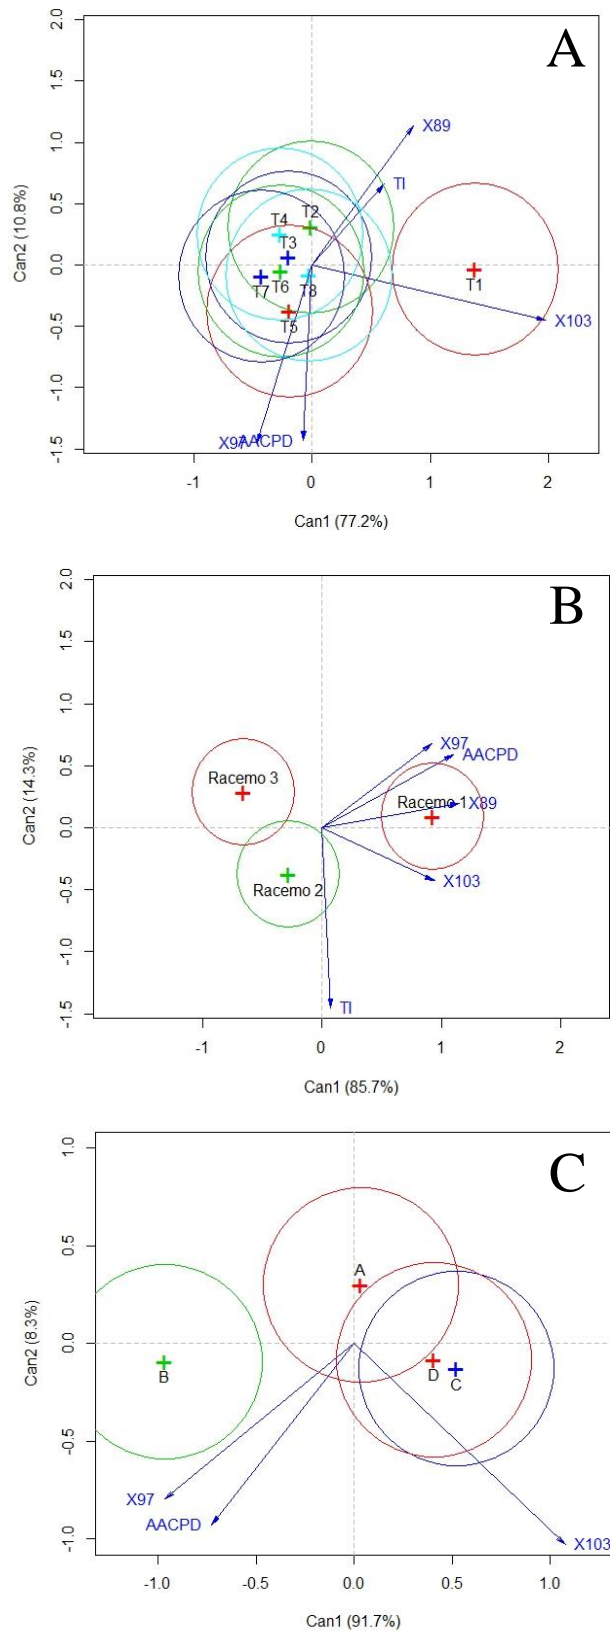 A
2.0
1.5
1.0
0.5
0.0
-0.5
-1.0
-1.5
Can2 (10.8%)
X89
TI
T4
T2
T3
T7
T6
T8
T5
T1
X103
X97
AACPD
-1
0
1
2
Can1 (77.2%)
B
2.0
1.5
1.0
0.5
0.0
-0.5
-1.0
-1.5
Can2 (14.3%)
X97
AACPD
Racemo 3
Racemo 1
X89
Racemo 2
X103
TI
-1
0
1
2
Can1 (85.7%)
C
1.0
0.5
0.0
-0.5
-1.0
Can2 (8.3%)
A
B
D
C
X97
AACPD
X103
-1.0
-0.5
0.0
0.5
1.0
Can1 (91.7%)